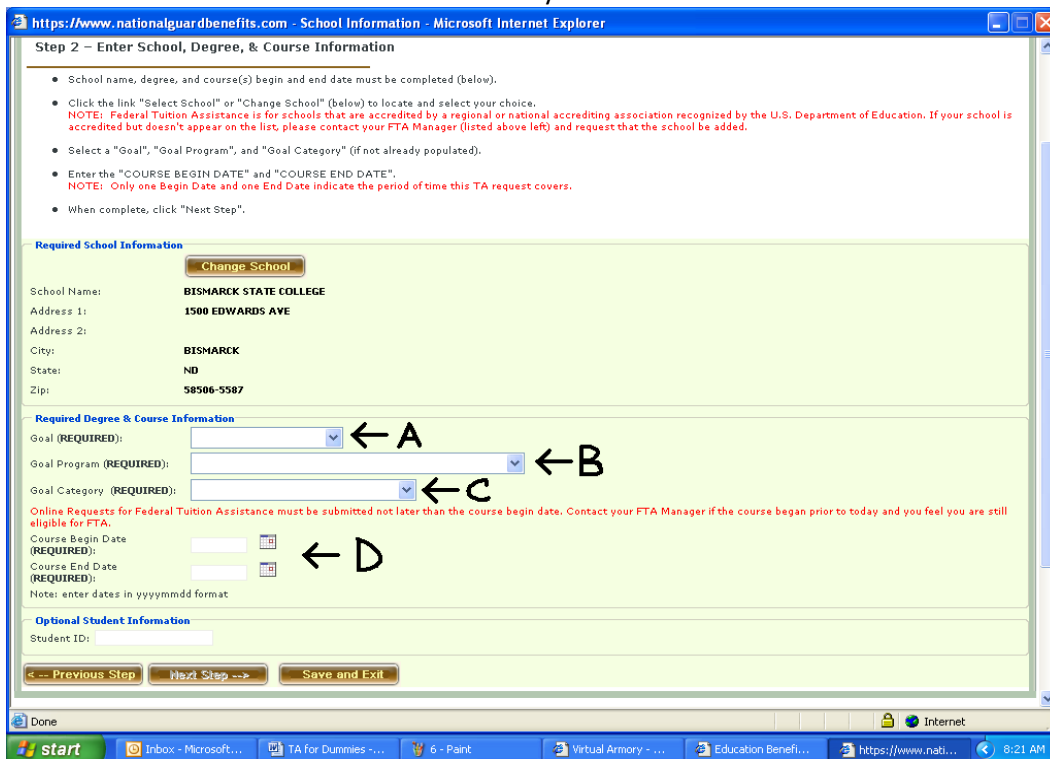 https://www.nationalguardbenefits.com - School Information - Microsoft Internet Explorer
Step 2 – Enter School, Degree, & Course Information
• School name, degree, and course(s) begin and end date must be completed (below).
• Click the link "Select School" or "Change School" (below) to locate and select your choice.
NOTE: Federal Tuition Assistance is for schools that are accredited by a regional or national accrediting association recognized by the U.S. Department of Education. If your school is
accredited but doesn't appear on the list, please contact your FTA Manager (listed above left) and request that the school be added.
• Select a "Goal", "Goal Program", and "Goal Category" (if not already populated).
• Enter the "COURSE BEGIN DATE" and "COURSE END DATE".
NOTE: Only one Begin Date and one End Date indicate the period of time this TA request covers.
• When complete, click "Next Step".
Required School Information
Change School
School Name: BISMARCK STATE COLLEGE
Address 1: 1500 EDWARDS AVE
Address 2:
City: BISMARCK
State: ND
Zip: 58506-5587
Required Degree & Course Information
Goal (REQUIRED): ← A
Goal Program (REQUIRED): ← B
Goal Category (REQUIRED): ← C
Online Requests for Federal Tuition Assistance must be submitted not later than the course begin date. Contact your FTA Manager if the course began prior to today and you feel you are still
eligible for FTA.
Course Begin Date
(REQUIRED):
← D
Course End Date
(REQUIRED):
Note: enter dates in yyyymmdd format
Optional Student Information
Student ID:
< -- Previous Step Next Step --> Save and Exit
Done Internet
start Inbox - Microsoft... TA for Dummies -... 6 - Paint Virtual Armory - ... Education Benefi... https://www.nati... 8:21 AM